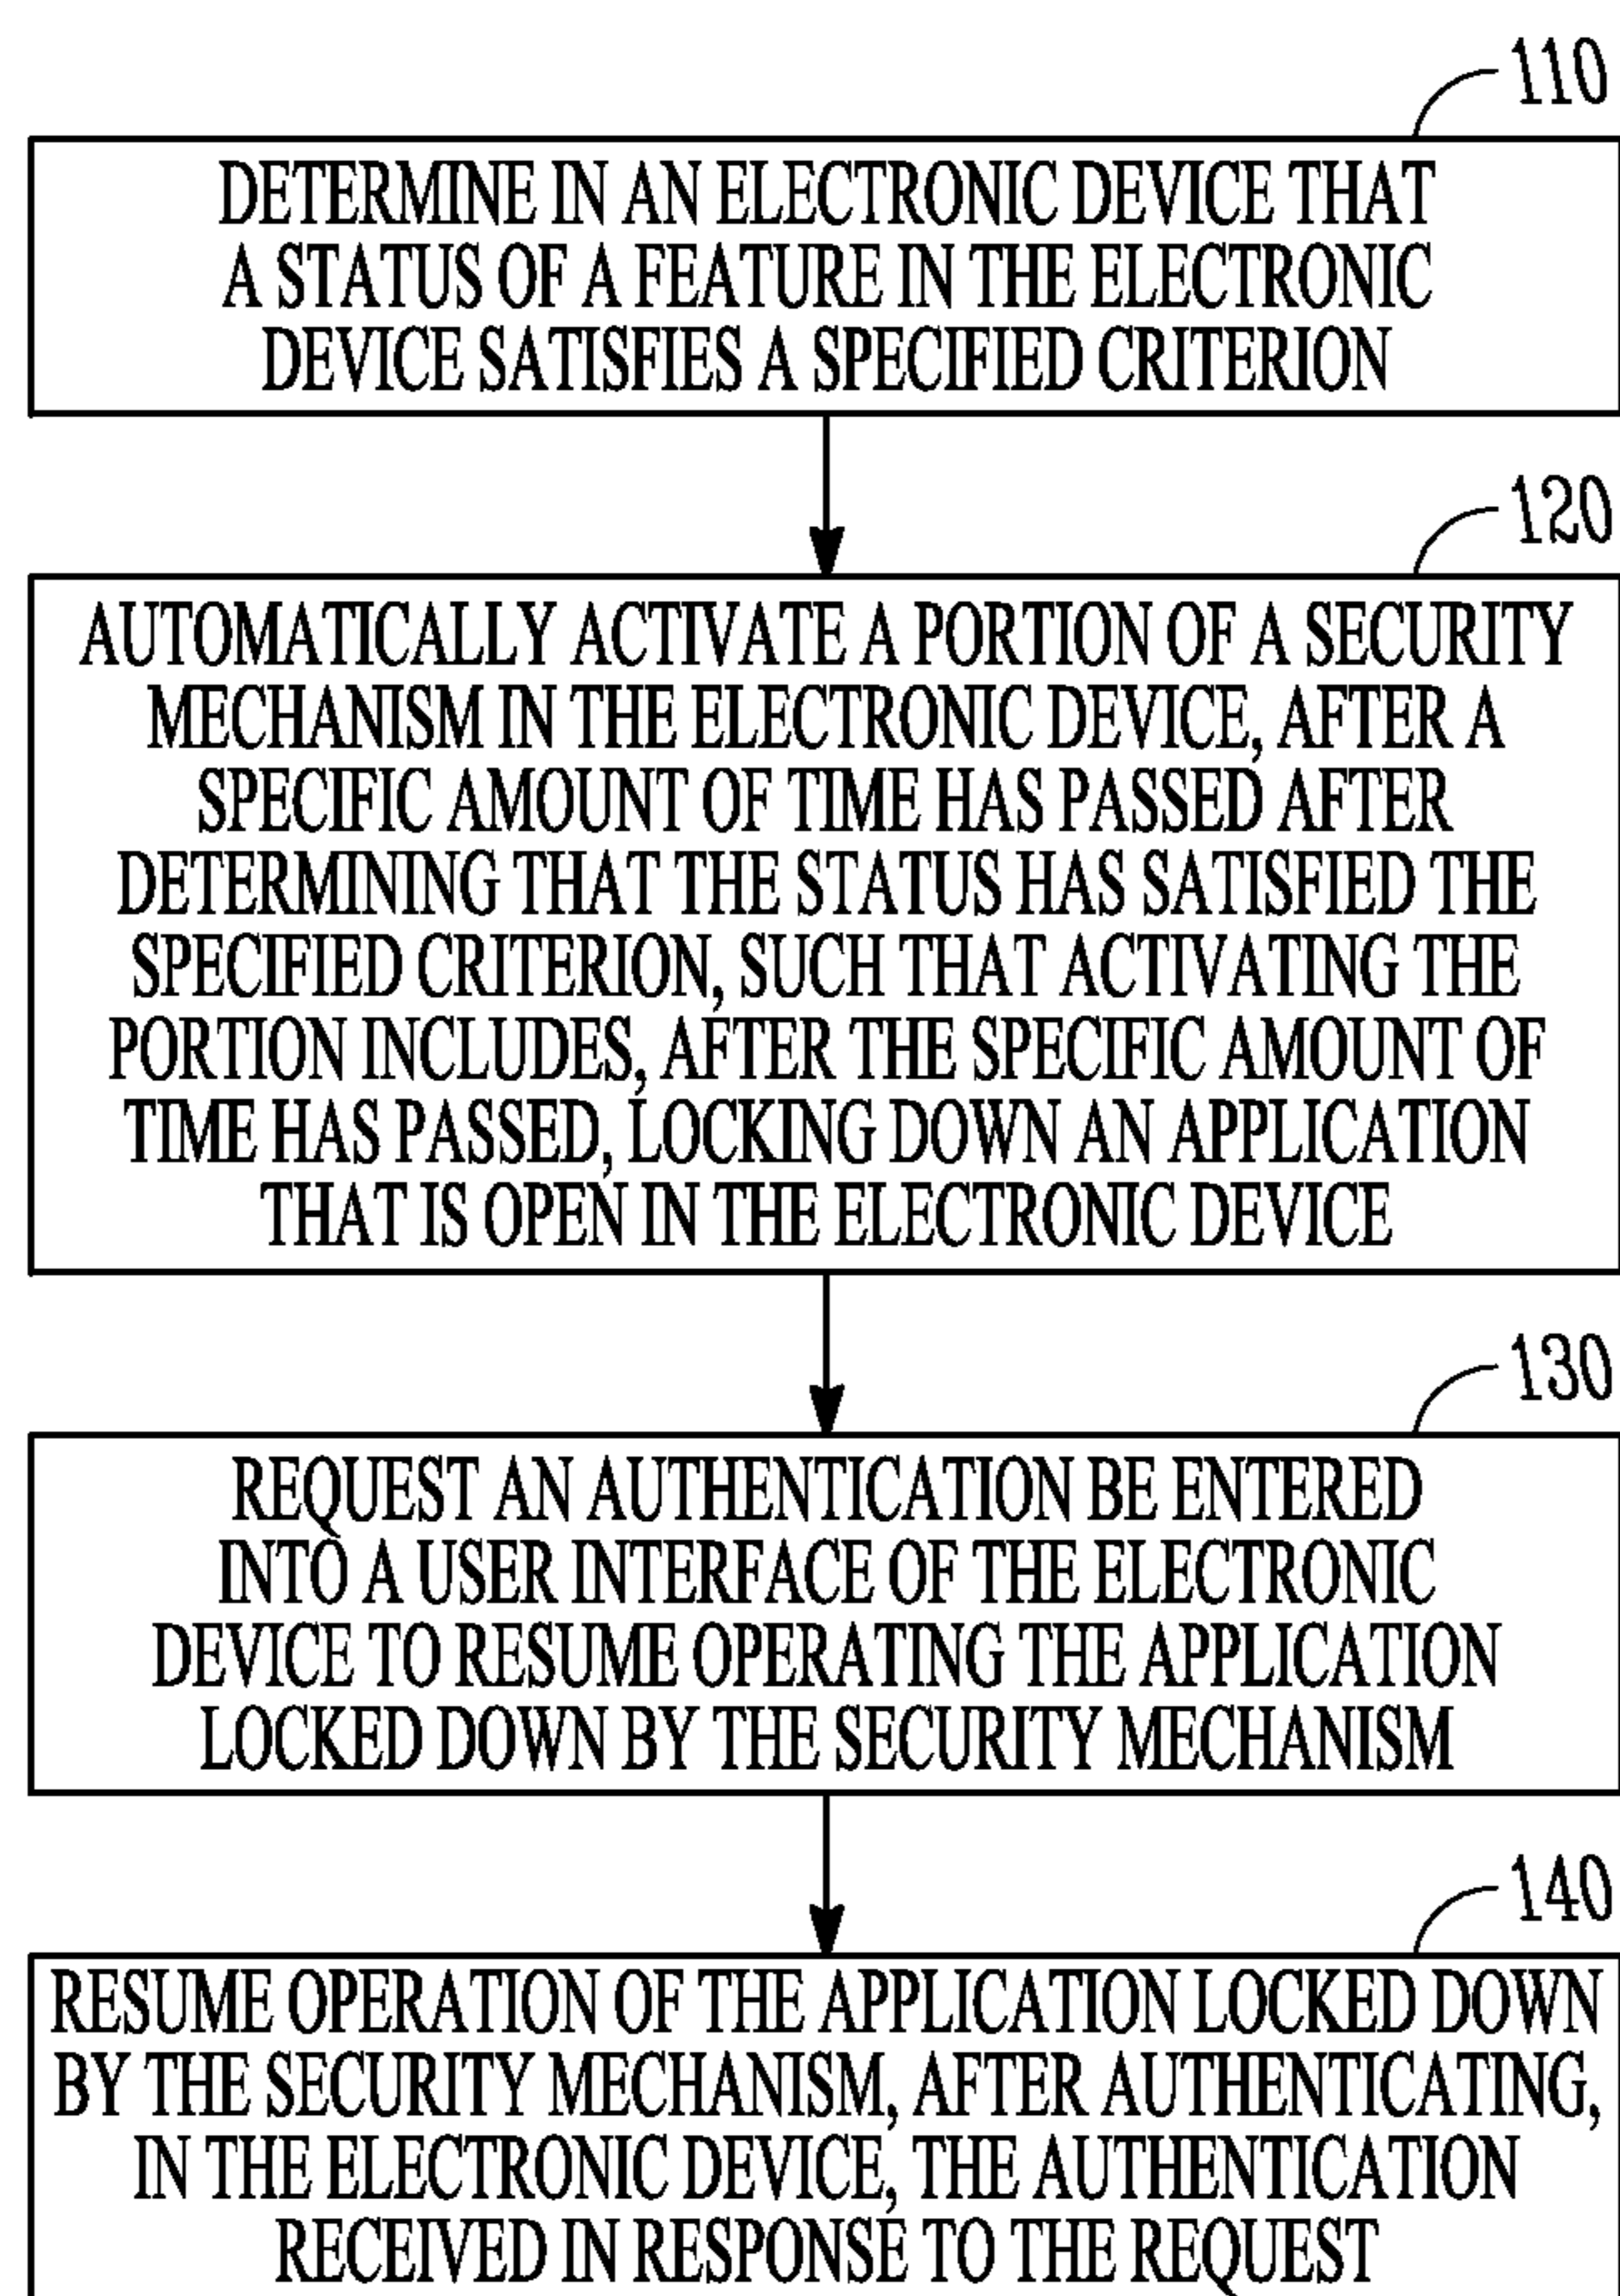 110
DETERMINE IN AN ELECTRONIC DEVICE THAT
A STATUS OF A FEATURE IN THE ELECTRONIC
DEVICE SATISFIES A SPECIFIED CRITERION
120
AUTOMATICALLY ACTIVATE A PORTION OF A SECURITY
MECHANISM IN THE ELECTRONIC DEVICE, AFTER A
SPECIFIC AMOUNT OF TIME HAS PASSED AFTER
DETERMINING THAT THE STATUS HAS SATISFIED THE
SPECIFIED CRITERION, SUCH THAT ACTIVATING THE
PORTION INCLUDES, AFTER THE SPECIFIC AMOUNT OF
TIME HAS PASSED, LOCKING DOWN AN APPLICATION
THAT IS OPEN IN THE ELECTRONIC DEVICE
130
REQUEST AN AUTHENTICATION BE ENTERED
INTO A USER INTERFACE OF THE ELECTRONIC
DEVICE TO RESUME OPERATING THE APPLICATION
LOCKED DOWN BY THE SECURITY MECHANISM
140
RESUME OPERATION OF THE APPLICATION LOCKED DOWN
BY THE SECURITY MECHANISM, AFTER AUTHENTICATING,
IN THE ELECTRONIC DEVICE, THE AUTHENTICATION
RECEIVED IN RESPONSE TO THE REQUEST